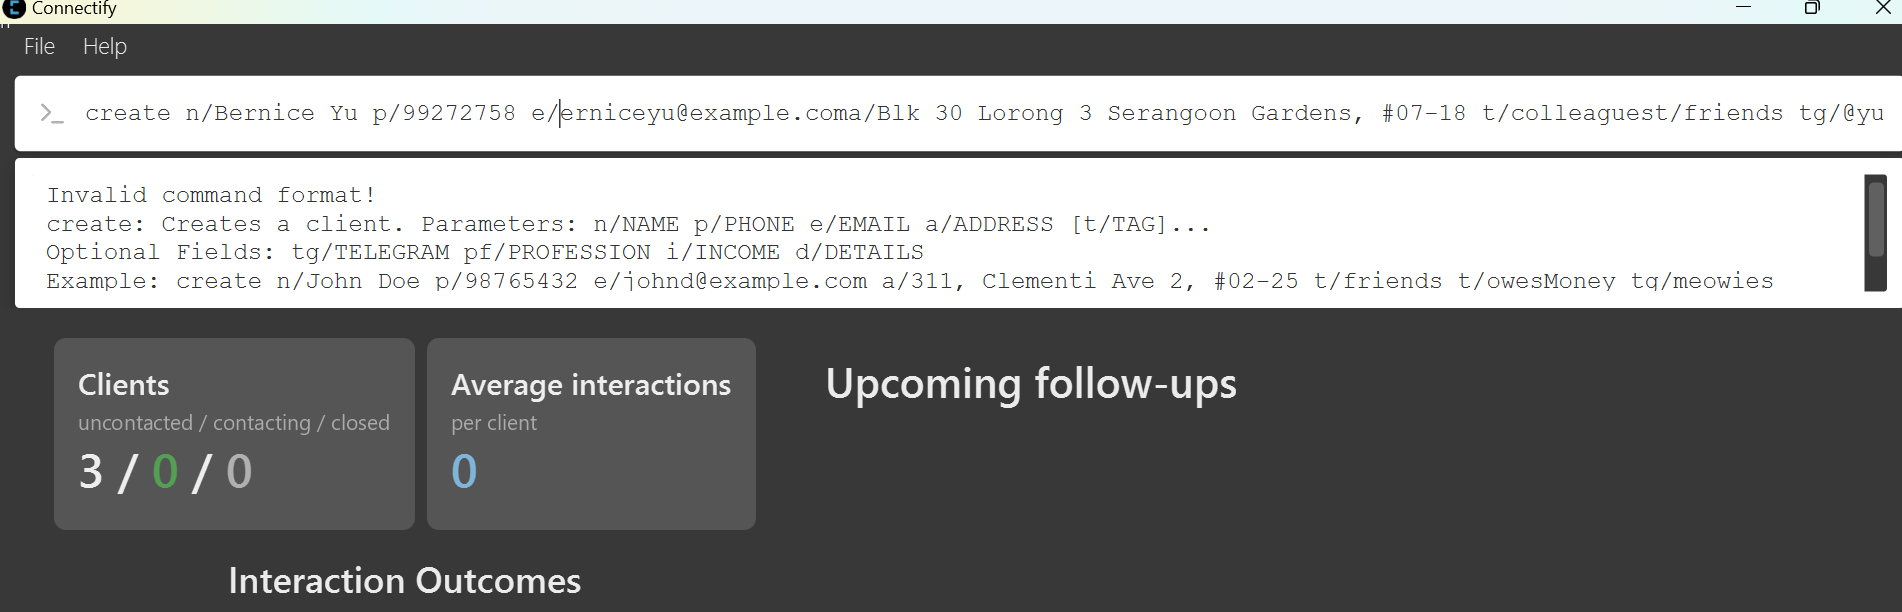 Connectify
File Help
>_ create n/Bernice Yu p/99272758 e/erniceyu@example.coma/Blk 30 Lorong 3 Serangoon Gardens, #07-18 t/colleaguest/friends tg/@yu
Invalid command format!
create: Creates a client. Parameters: n/NAME p/PHONE e/EMAIL a/ADDRESS [t/TAG]...
Optional Fields: tg/TELEGRAM pf/PROFESSION i/INCOME d/DETAILS
Example: create n/John Doe p/98765432 e/johnd@example.com a/311, Clementi Ave 2, #02-25 t/friends t/owesMoney tg/meowies
Clients
uncontacted / contacting / closed
3 / 0 / 0
Average interactions
per client
0
Upcoming follow-ups
Interaction Outcomes